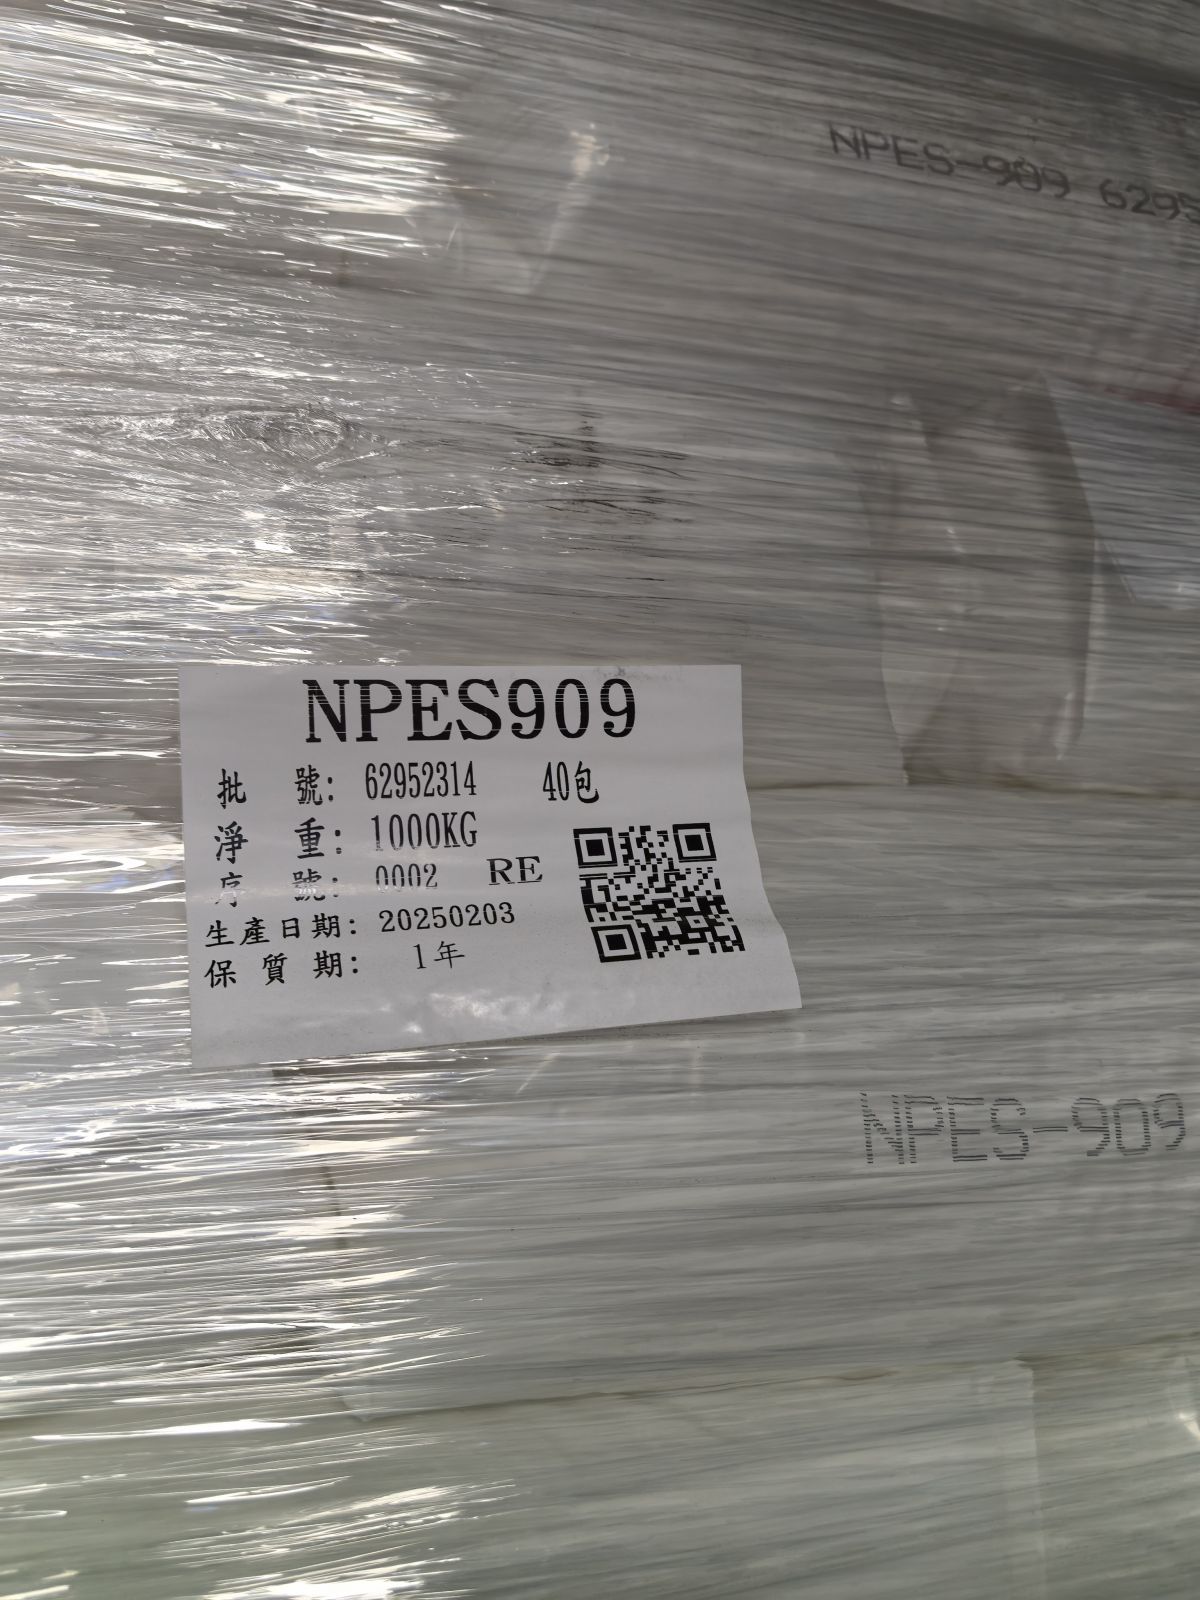 NPES-909 6295
NPES909
批 號: 62952314 40包
淨 重: 1000KG
序 號: 0002 RE
生產日期: 20250203
保 質 期: 1年
NPES-909